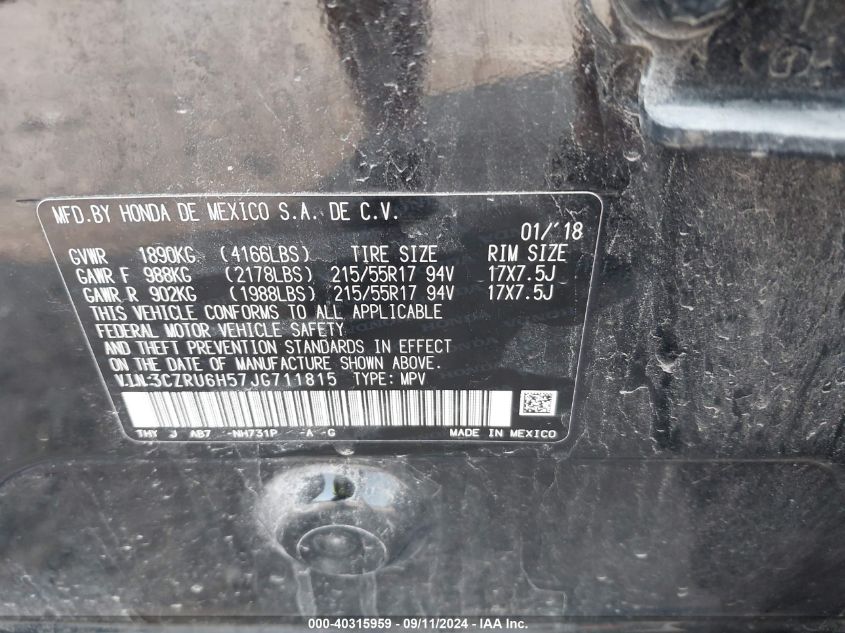 MFD.BY HONDA DE MEXICO S.A. DE C.V.
01/'18
GVWR 1890KG (4166LBS) TIRE SIZE RIM SIZE
GAWR F 988KG (2178LBS) 215/55R17 94V 17X7.5J
GAWR R 902KG (1988LBS) 215/55R17 94V 17X7.5J
THIS VEHICLE CONFORMS TO ALL APPLICABLE
FEDERAL MOTOR VEHICLE SAFETY
AND THEFT PREVENTION STANDARDS IN EFFECT
ON THE DATE OF MANUFACTURE SHOWN ABOVE.
V.I.N:3CZRU6H57JG711815 TYPE: MPV
THY J AB7 -NH731P -A -G MADE IN MEXICO
000-40315959 - 09/11/2024 - © IAA Inc.